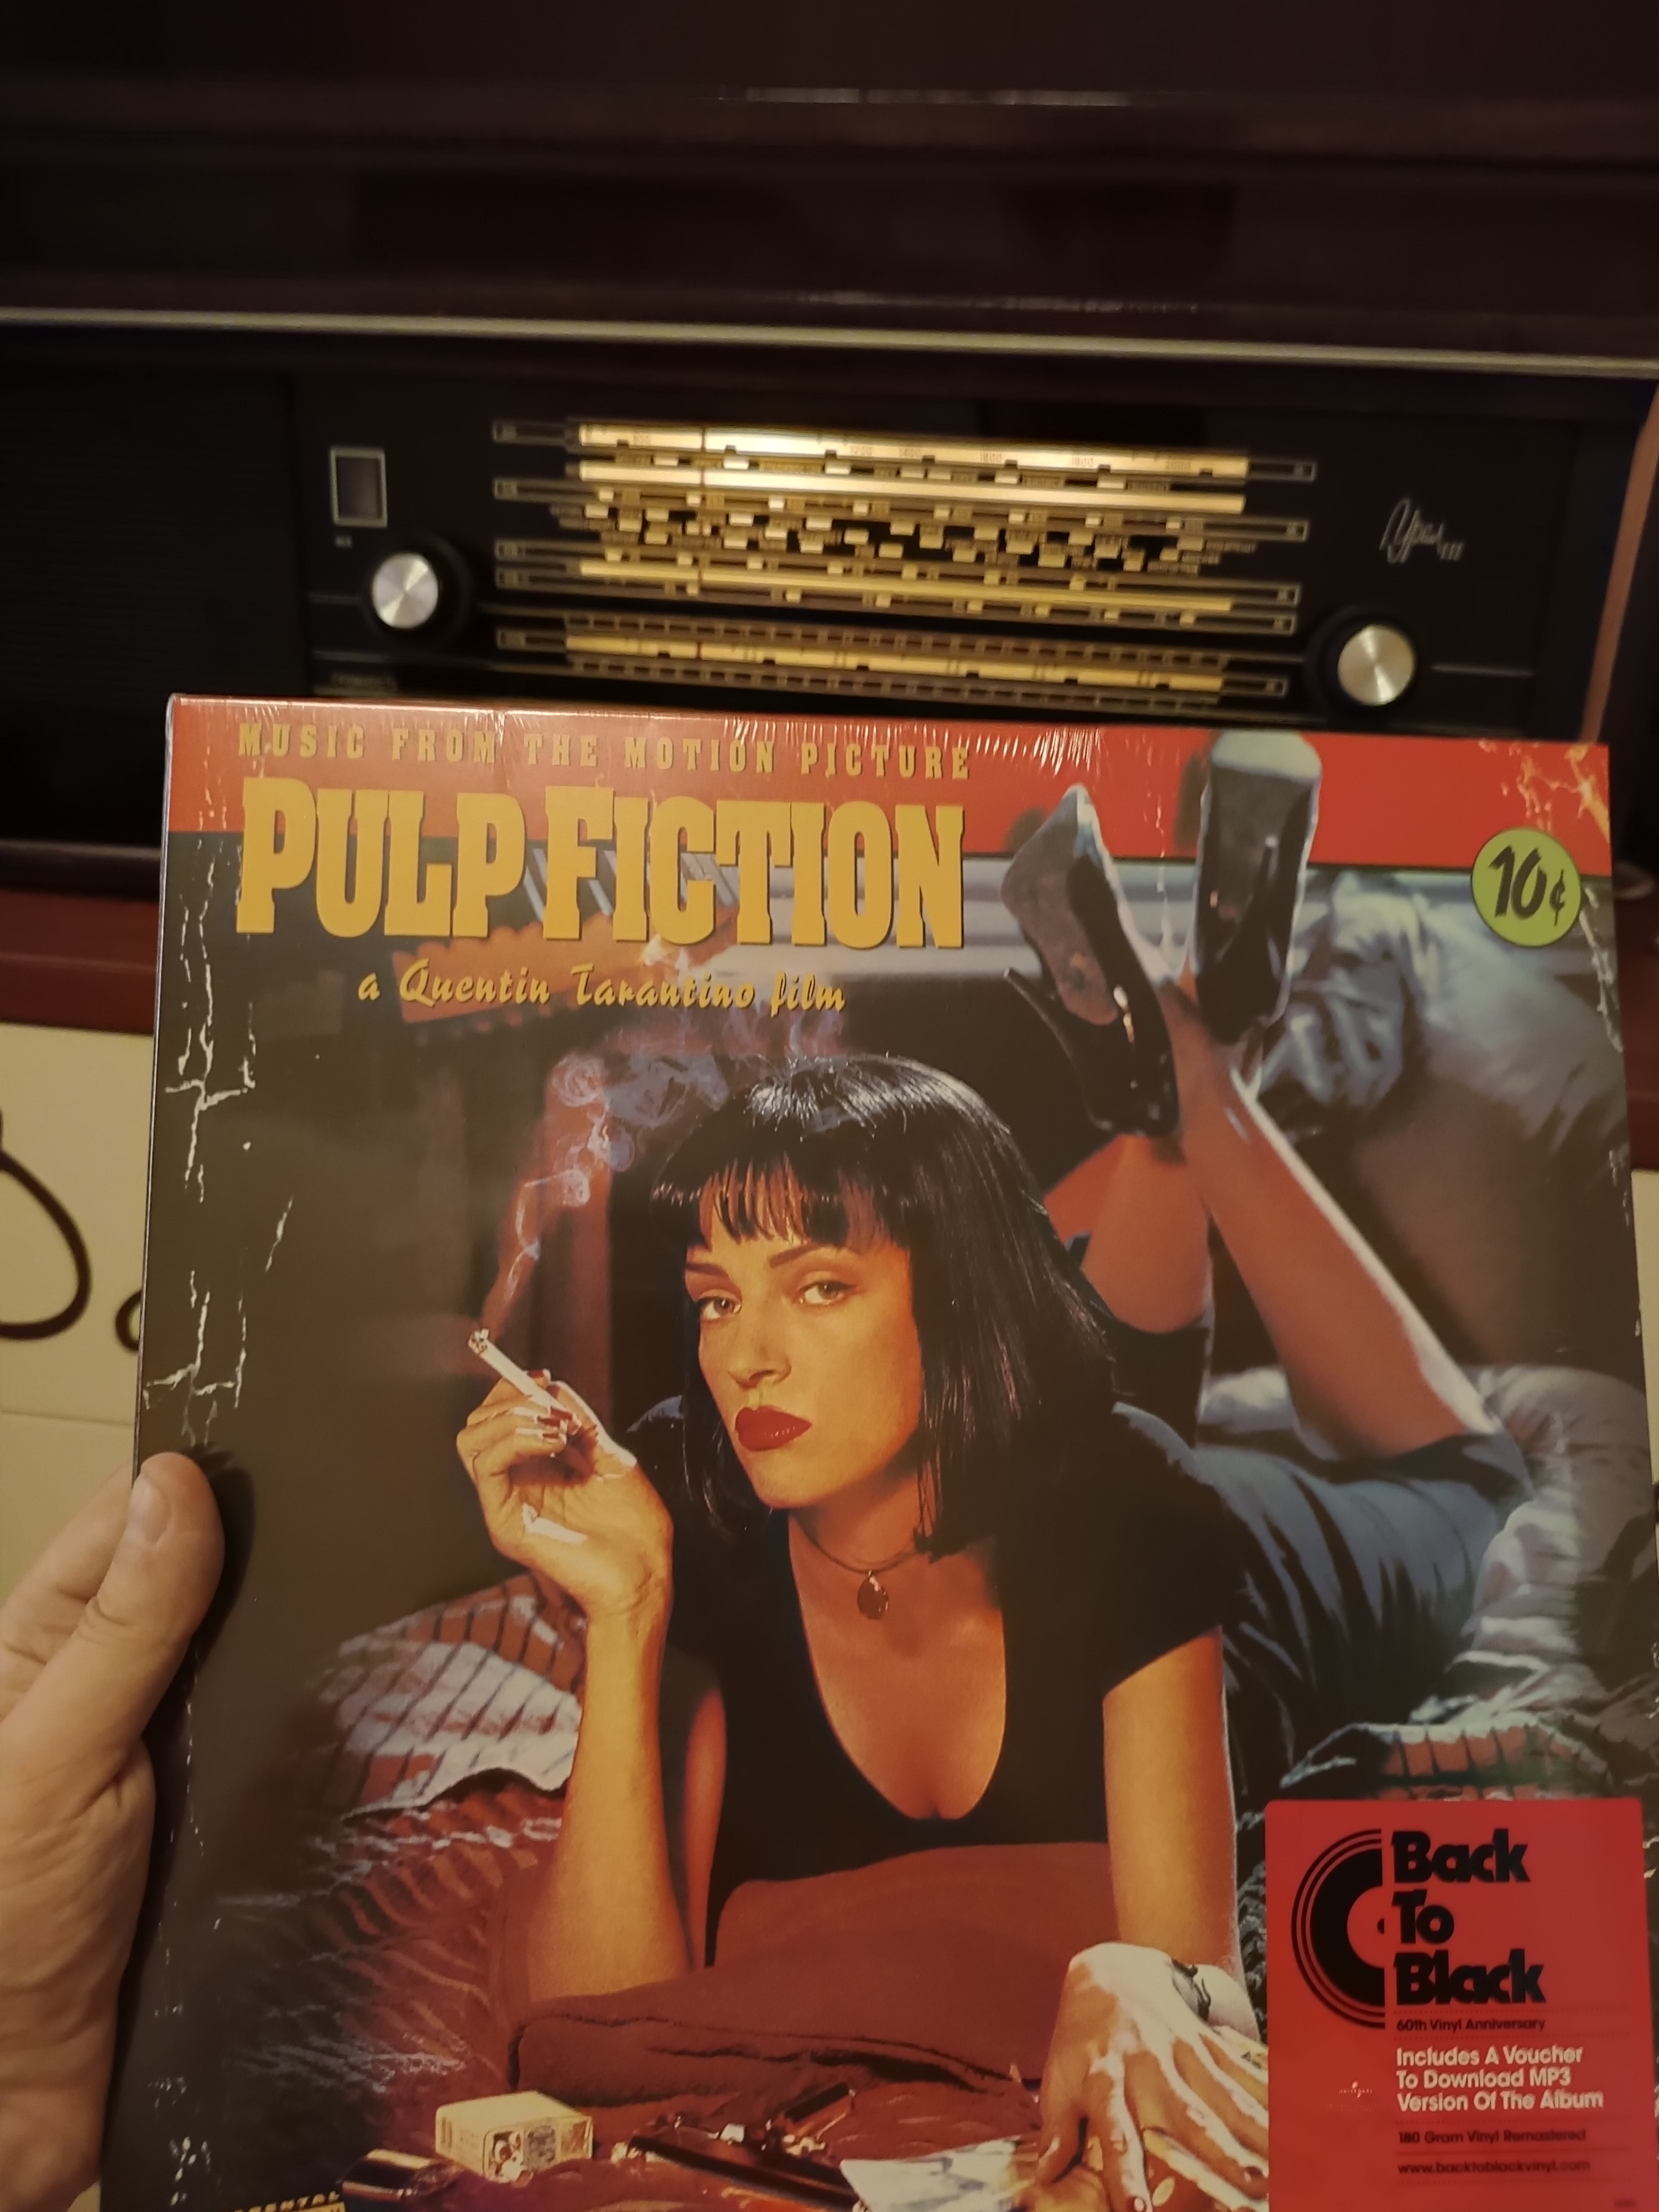 MUSIC FROM THE MOTION PICTURE
PULP FICTION
10¢
a Quentin Tarantino film
Back
To
Black
60th Vinyl Anniversary
Includes A Voucher
To Download MP3
Version Of The Album
180 Gram Vinyl Remastered
www.backtoblackvinyl.com